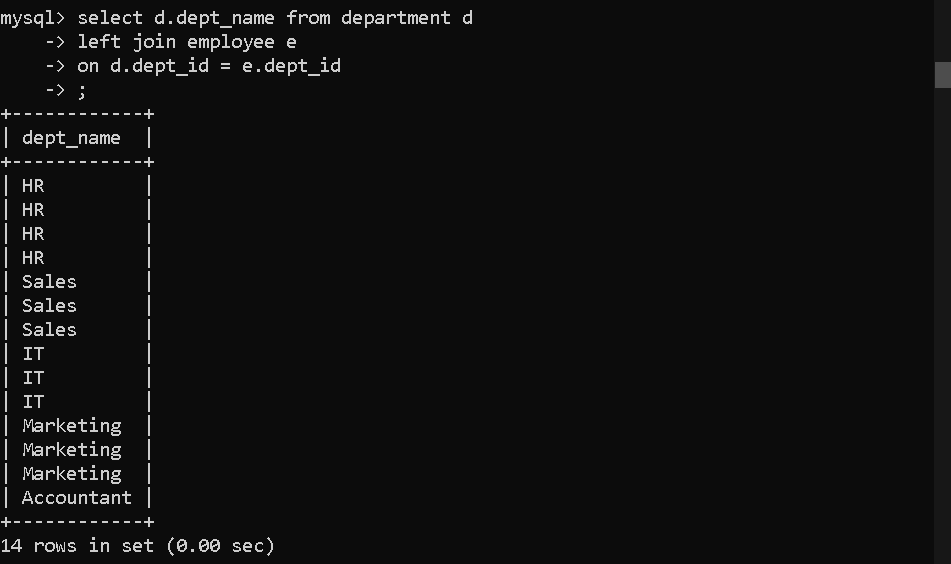 mysql> select d.dept_name from department d
    -> left join employee e
    -> on d.dept_id = e.dept_id
    -> ;
+------------+
| dept_name  |
+------------+
| HR         |
| HR         |
| HR         |
| HR         |
| Sales      |
| Sales      |
| Sales      |
| IT         |
| IT         |
| IT         |
| Marketing  |
| Marketing  |
| Marketing  |
| Accountant |
+------------+
14 rows in set (0.00 sec)